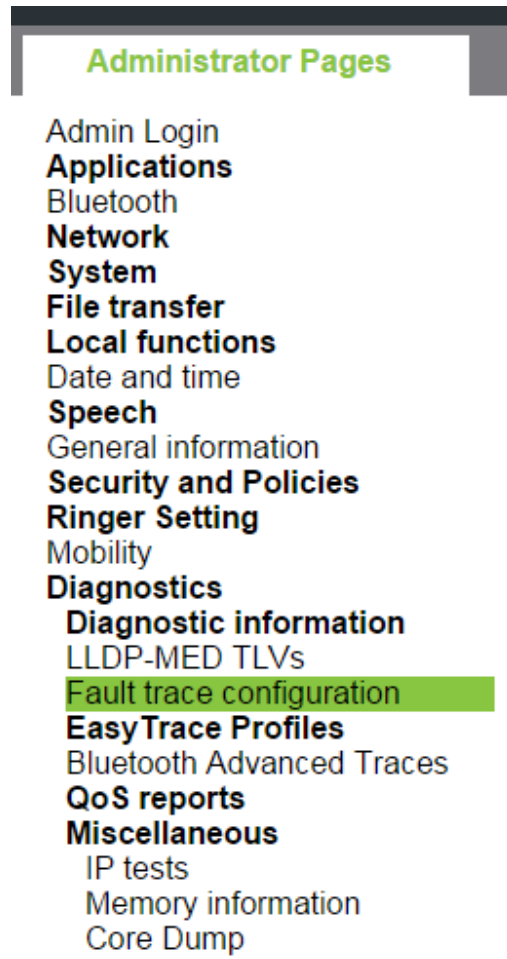 Administrator Pages
Admin Login
Applications
Bluetooth
Network
System
File transfer
Local functions
Date and time
Speech
General information
Security and Policies
Ringer Setting
Mobility
Diagnostics
Diagnostic information
LLDP-MED TLVs
Fault trace configuration
EasyTrace Profiles
Bluetooth Advanced Traces
QoS reports
Miscellaneous
IP tests
Memory information
Core Dump